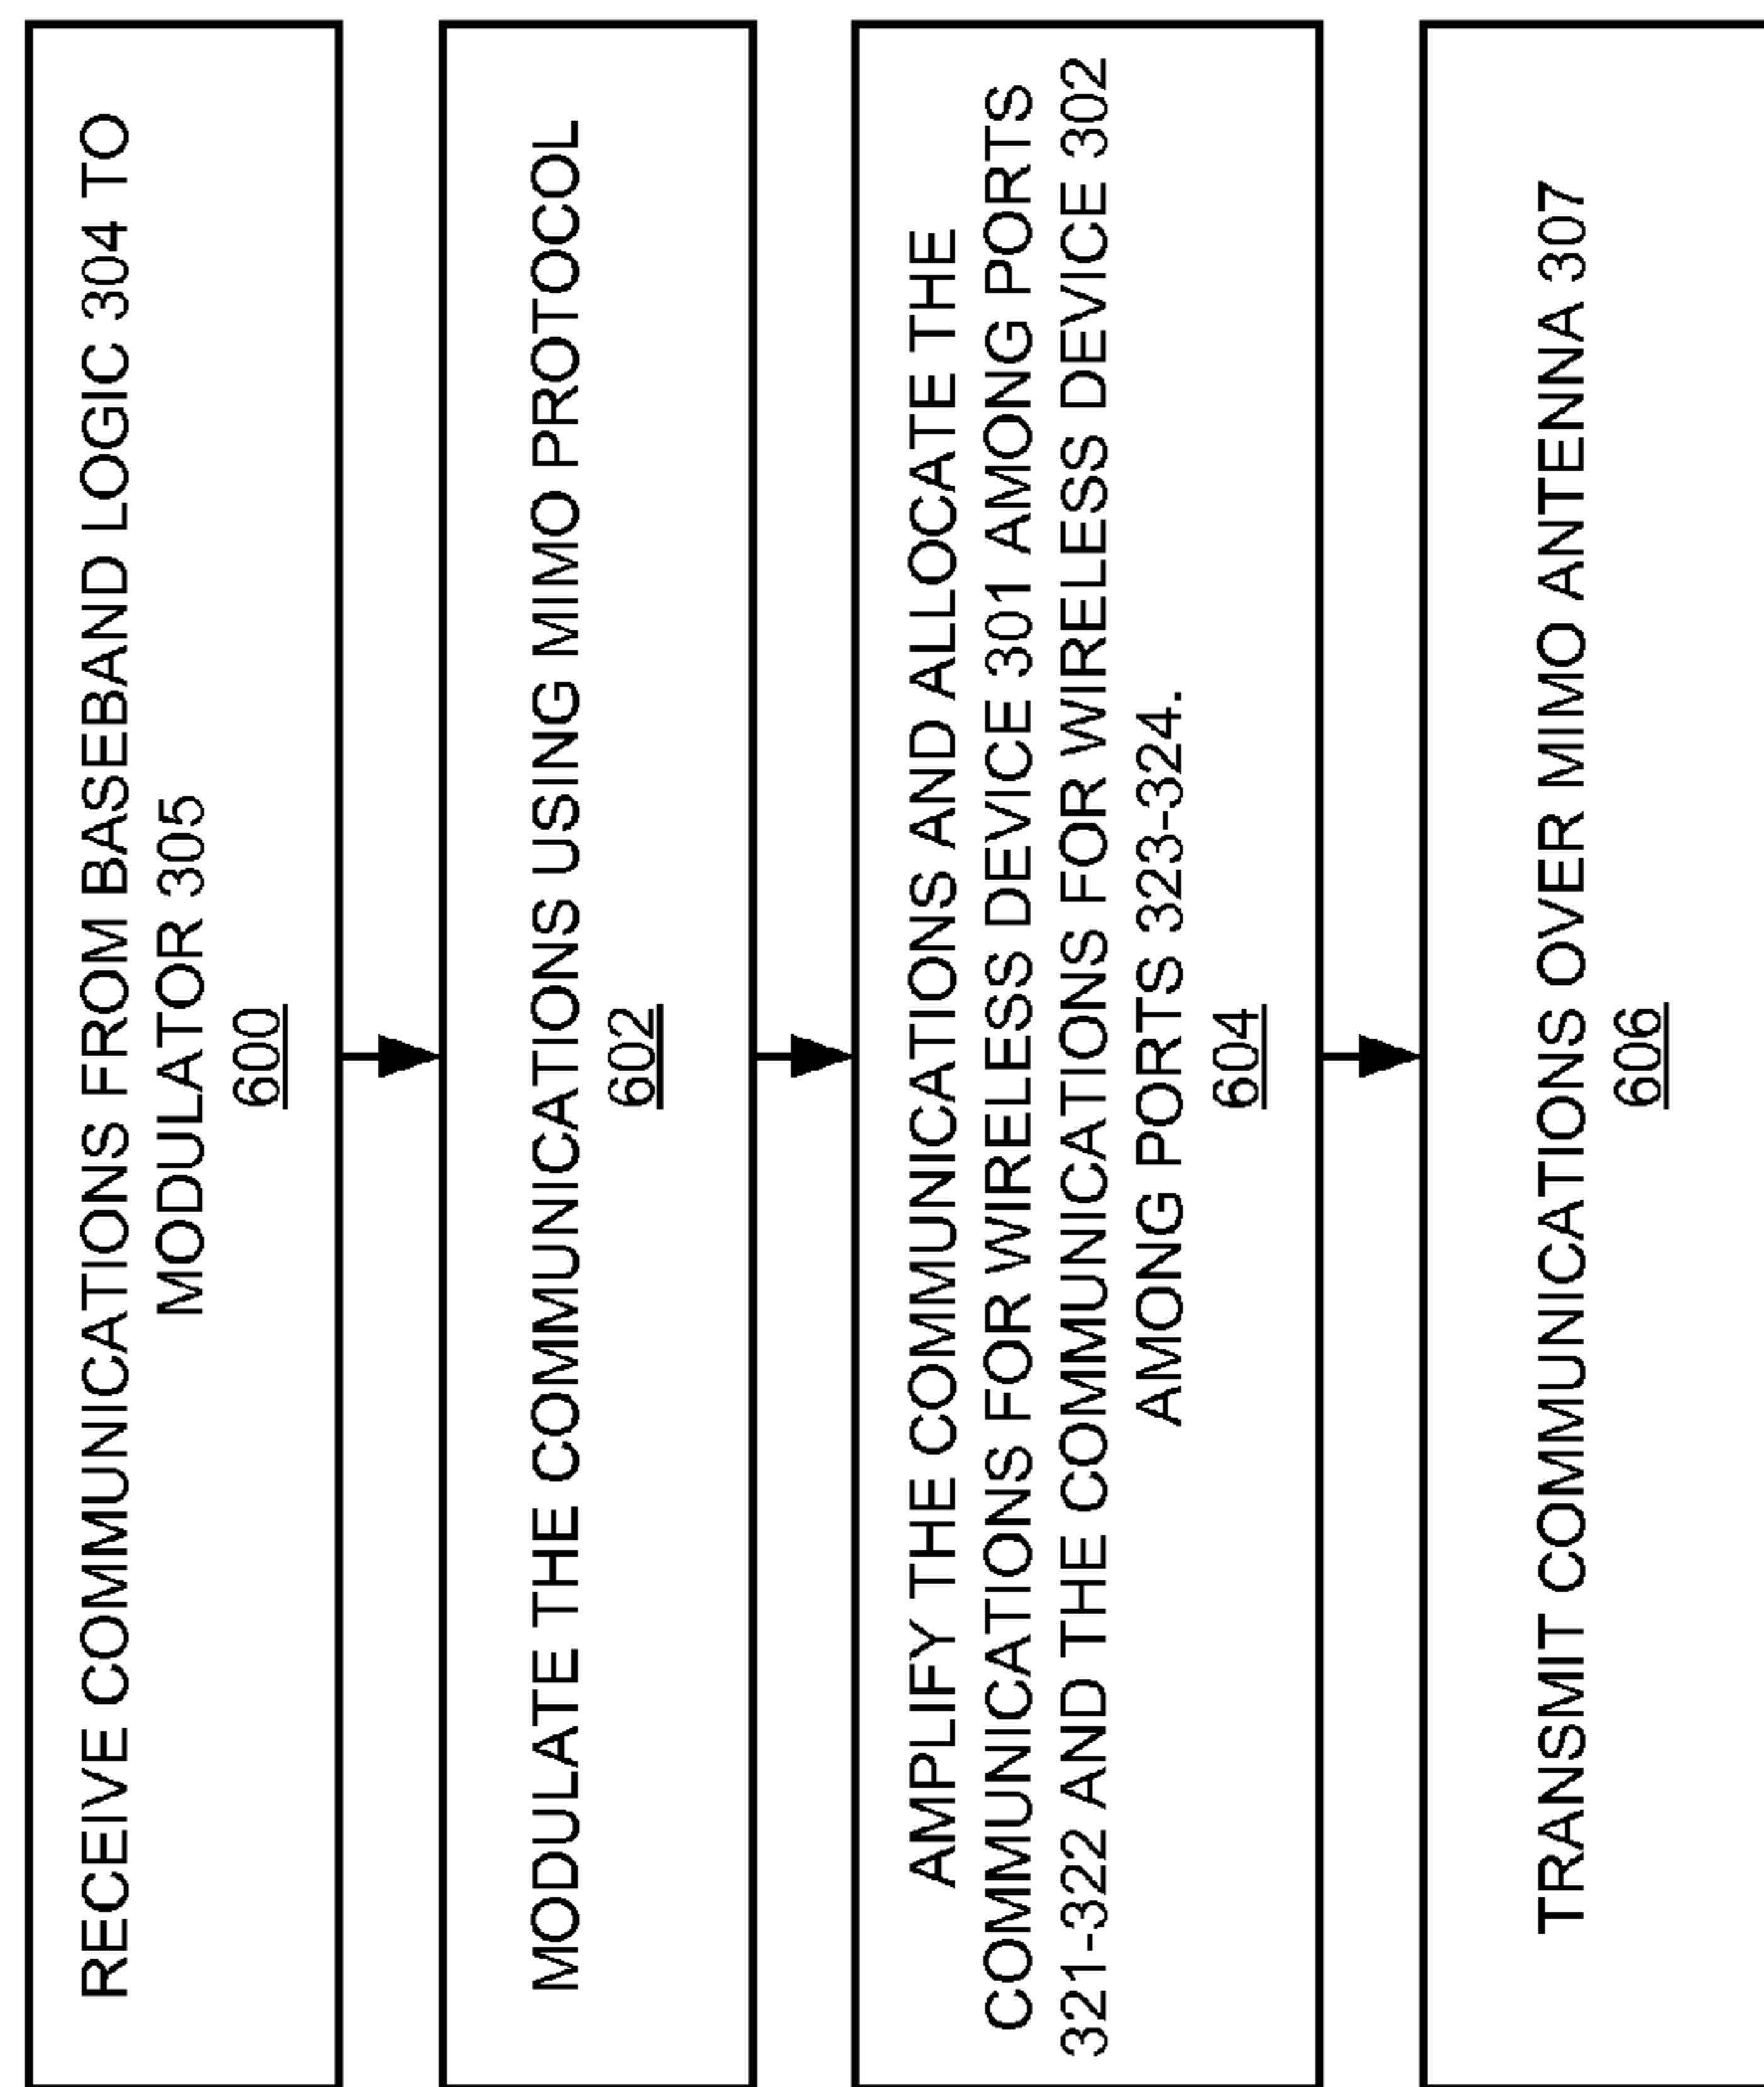 RECEIVE COMMUNICATIONS FROM BASEBAND LOGIC 304 TO
MODULATOR 305
600
MODULATE THE COMMUNICATIONS USING MIMO PROTOCOL
602
AMPLIFY THE COMMUNICATIONS AND ALLOCATE THE
COMMUNICATIONS FOR WIRELESS DEVICE 301 AMONG PORTS
321-322 AND THE COMMUNICATIONS FOR WIRELESS DEVICE 302
AMONG PORTS 323-324.
604
TRANSMIT COMMUNICATIONS OVER MIMO ANTENNA 307
606